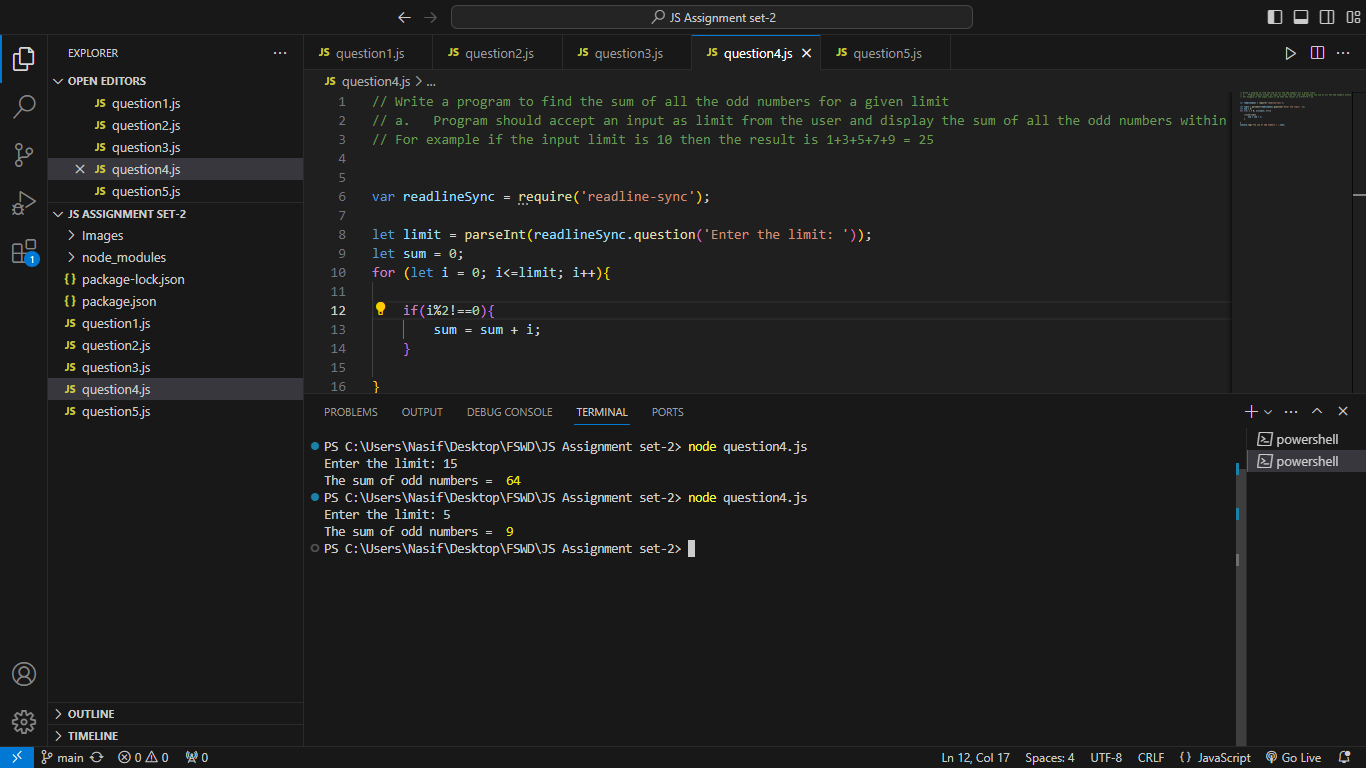 JS Assignment set-2
EXPLORER
OPEN EDITORS
JS question1.js
JS question2.js
JS question3.js
JS question4.js
JS question5.js
JS ASSIGNMENT SET-2
Images
node_modules
{} package-lock.json
{} package.json
JS question1.js
JS question2.js
JS question3.js
JS question4.js
JS question5.js
OUTLINE
TIMELINE
1
JS question1.js JS question2.js JS question3.js JS question4.js JS question5.js
JS question4.js > ...
1 // Write a program to find the sum of all the odd numbers for a given limit
2 // a.   Program should accept an input as limit from the user and display the sum of all the odd numbers within
3 // For example if the input limit is 10 then the result is 1+3+5+7+9 = 25
4
5
6 var readlineSync = require('readline-sync');
7
8 let limit = parseInt(readlineSync.question('Enter the limit: '));
9 let sum = 0;
10 for (let i = 0; i<=limit; i++){
11
12     if(i%2!==0){
13         sum = sum + i;
14     }
15
16 }
PROBLEMS OUTPUT DEBUG CONSOLE TERMINAL PORTS
PS C:\Users\Nasif\Desktop\FSWD\JS Assignment set-2> node question4.js
Enter the limit: 15
The sum of odd numbers =  64
PS C:\Users\Nasif\Desktop\FSWD\JS Assignment set-2> node question4.js
Enter the limit: 5
The sum of odd numbers =  9
PS C:\Users\Nasif\Desktop\FSWD\JS Assignment set-2>
powershell
powershell
main 0 0 0 Ln 12, Col 17 Spaces: 4 UTF-8 CRLF {} JavaScript Go Live